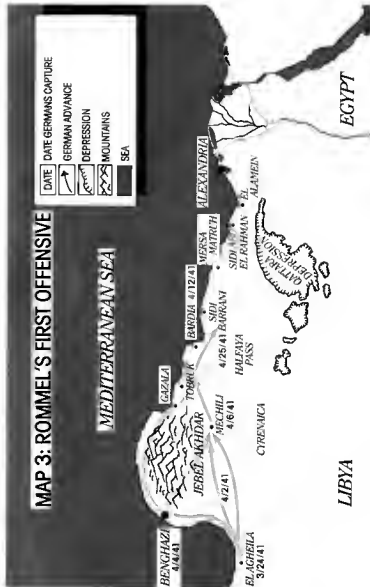 MAP 3: ROMMEL'S FIRST OFFENSIVE
DATE DATE GERMANS CAPTURE
GERMAN ADVANCE
DEPRESSION
MOUNTAINS
SEA
MEDITERRANEAN SEA
BENGHAZI
4/4/41
JEBEL AKHDAR
GAZALA
TOBRUK
BARDIA 4/12/41
SIDI
BARRANI
4/25/41
HALFAYA
PASS
MERSA
MATRUH
SIDI
EL RAHMAN
ALEXANDRIA
EL
ALAMEIN
MECHILI
4/6/41
4/2/41
CYRENAICA
EL AGHEILA
3/24/41
QATTARA
DEPRESSION
LIBYA
EGYPT